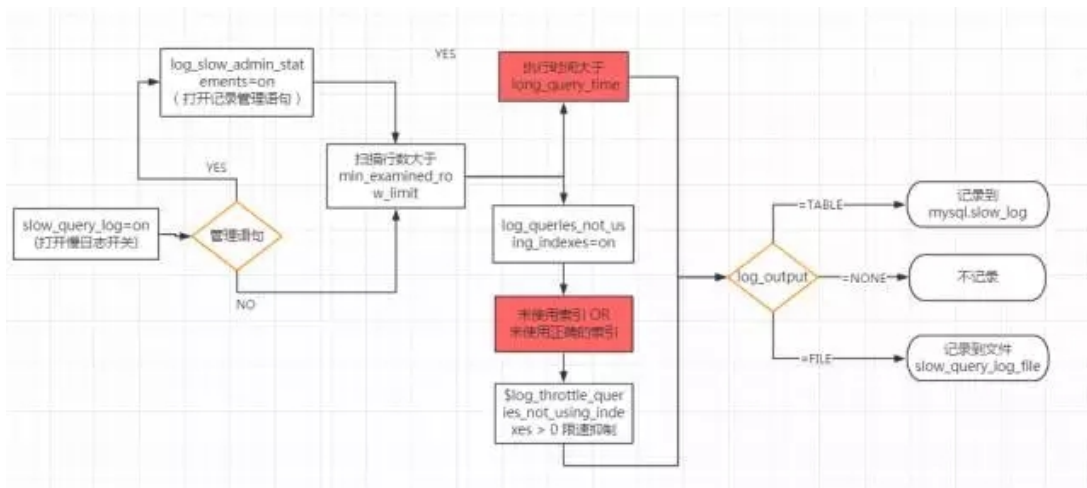 YES
log_slow_admin_stat
ements=on
（打开记录管理语句）
执行时间大于
long_query_time
扫描行数大于
min_examined_ro
w_limit
YES
slow_query_log=on
(打开慢日志开关)
管理语句
NO
log_queries_not_us
ing_indexes=on
未使用索引 OR
未使用正确的索引
$log_throttle_quer
ies_not_using_inde
xes > 0 限速抑制
log_output
=TABLE
记录到
mysql.slow_log
=NONE
不记录
=FILE
记录到文件
slow_query_log_file